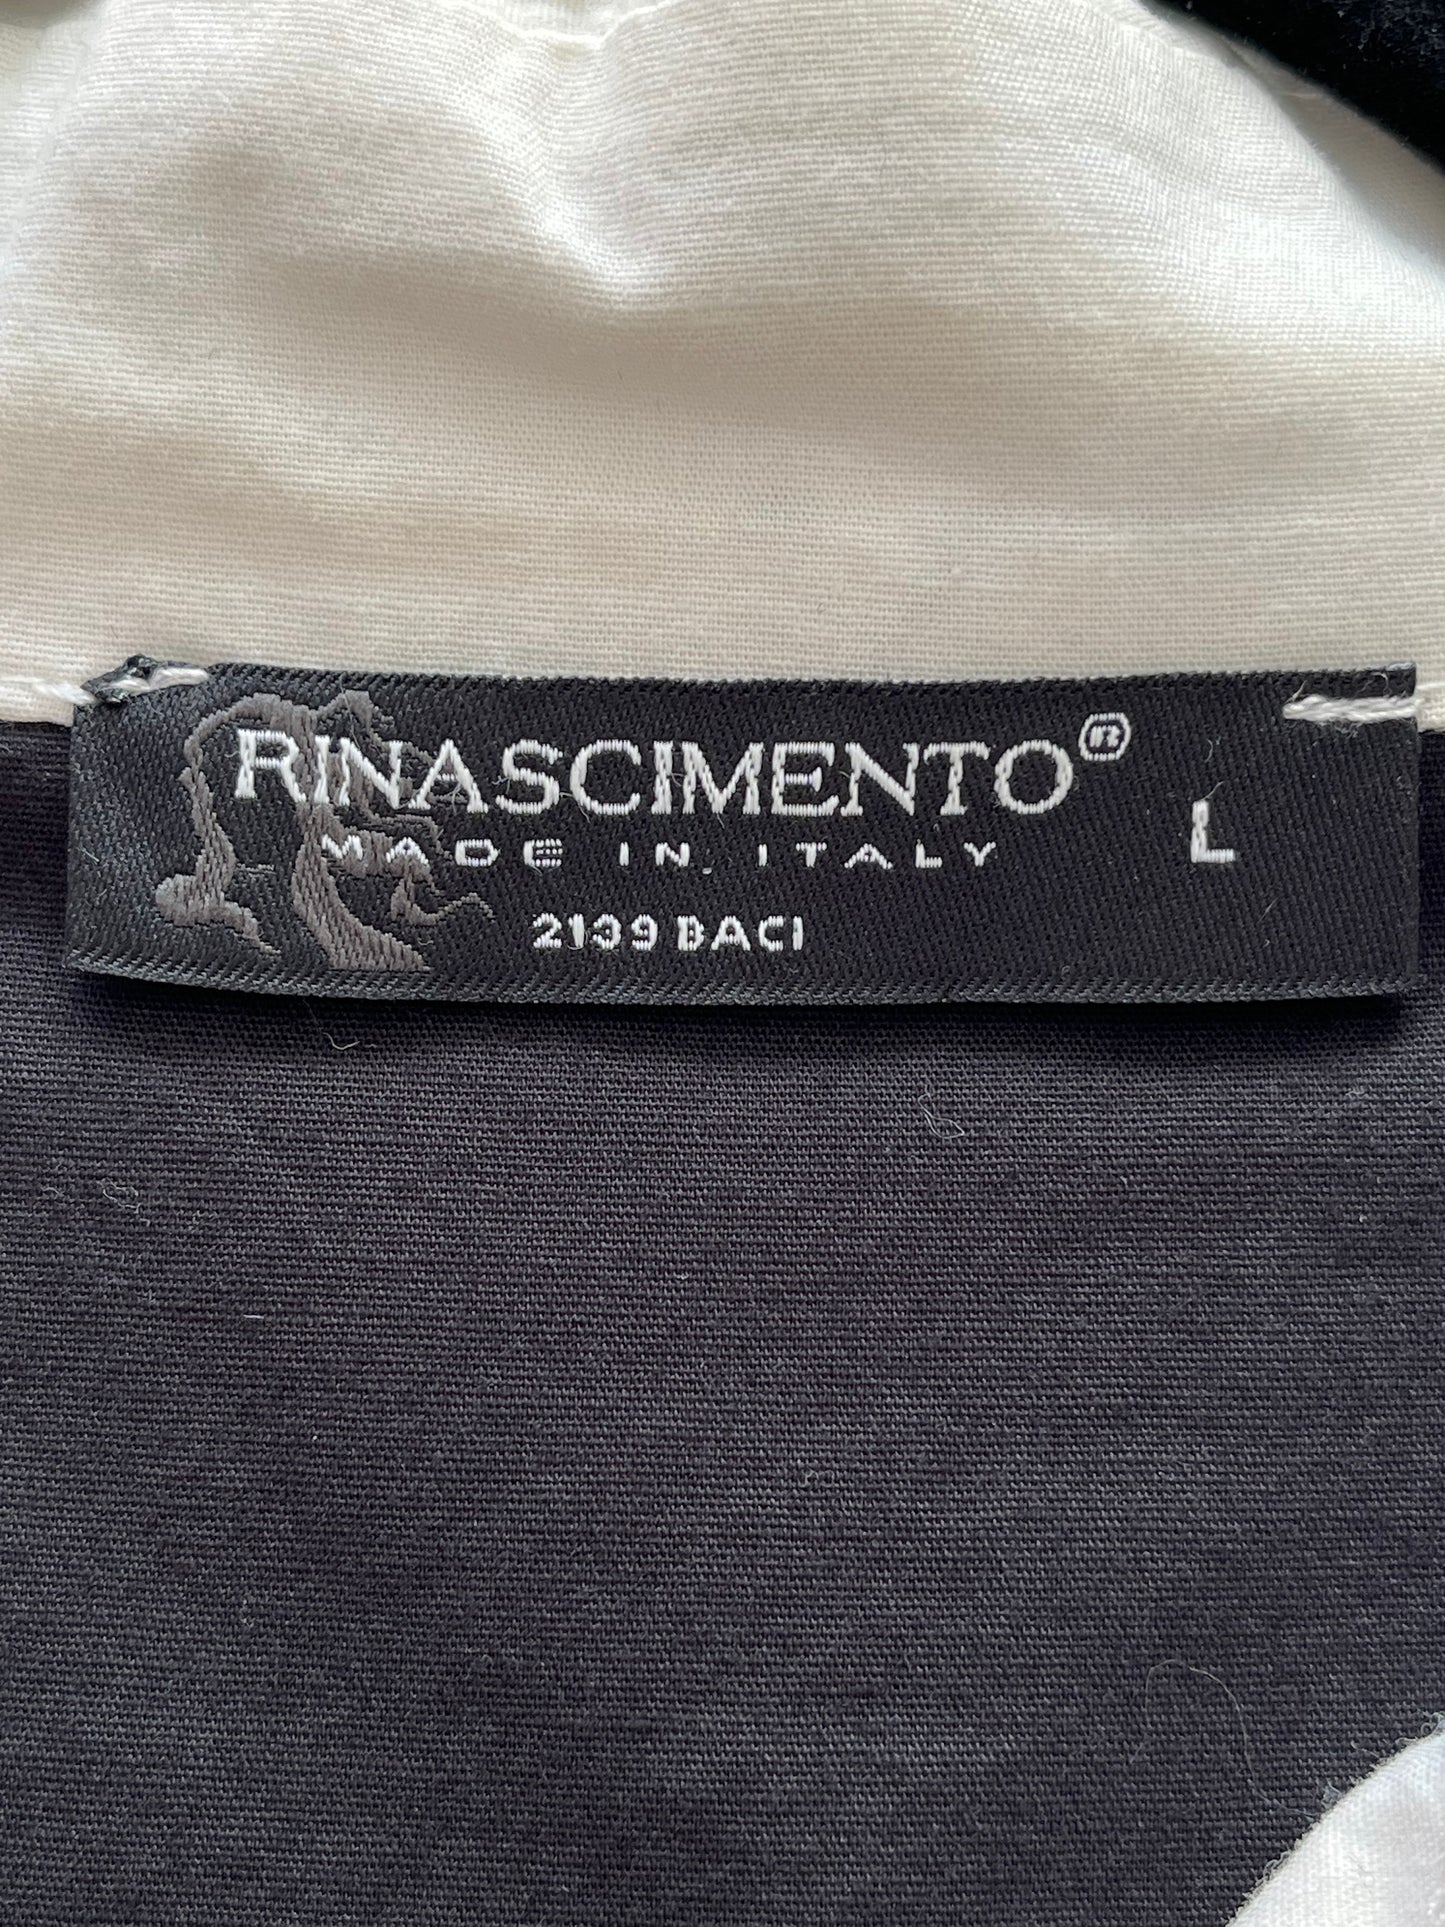 RINASCIMENTO®
L
MADE IN ITALY
2139 BACI